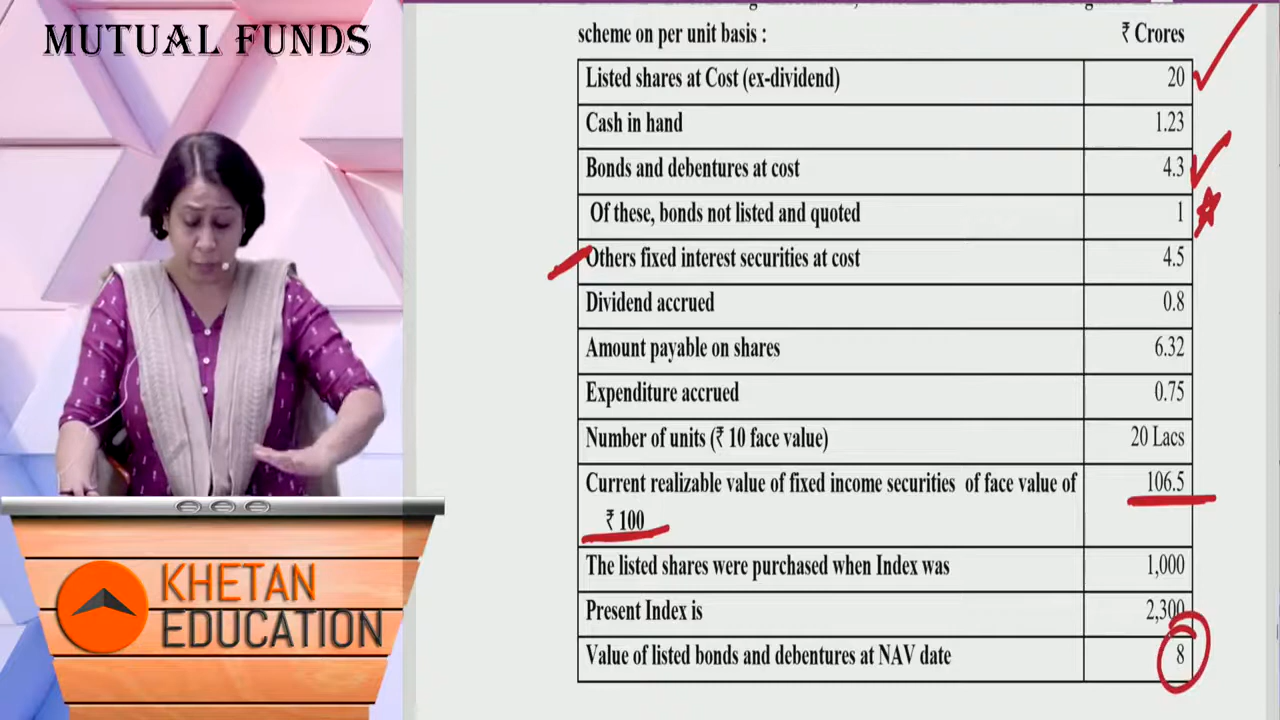 MUTUAL FUNDS
scheme on per unit basis : ₹ Crores
Listed shares at Cost (ex-dividend) 20
Cash in hand 1.23
Bonds and debentures at cost 4.3
Of these, bonds not listed and quoted 1
Others fixed interest securities at cost 4.5
Dividend accrued 0.8
Amount payable on shares 6.32
Expenditure accrued 0.75
Number of units (₹ 10 face value) 20 Lacs
Current realizable value of fixed income securities of face value of 106.5
₹ 100
The listed shares were purchased when Index was 1,000
Present Index is 2,300
Value of listed bonds and debentures at NAV date 8
KHETAN
EDUCATION